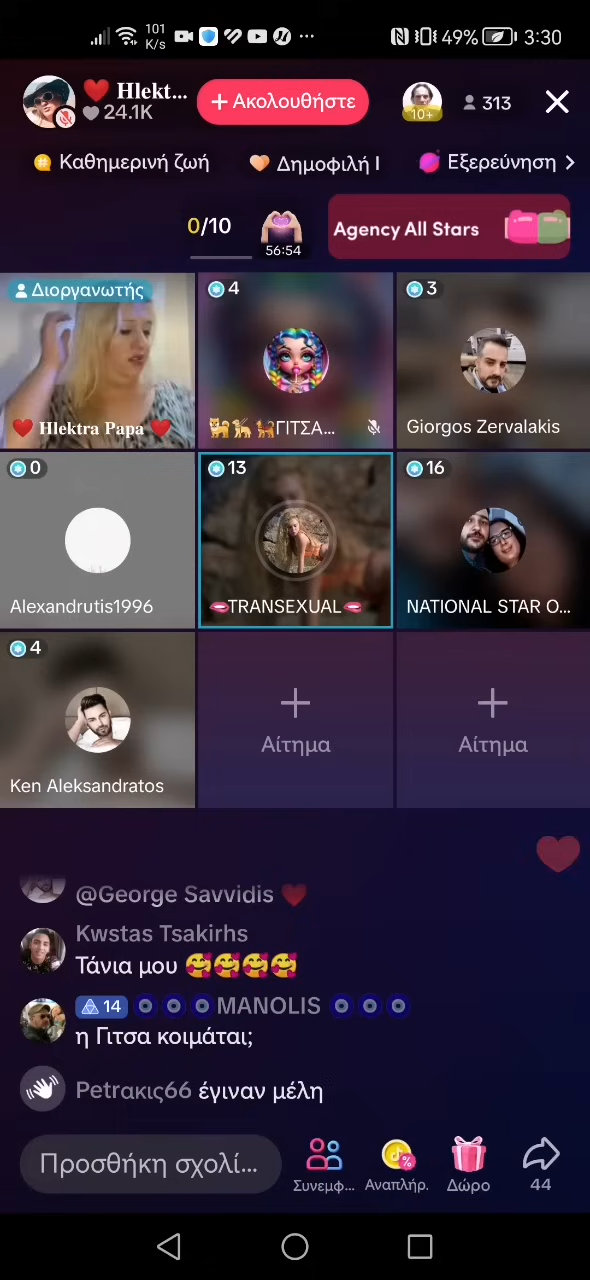 101
K/s
49%
3:30
❤️ Hlekt...
24.1K
+ Ακολουθήστε
10+
313
Καθημερινή ζωή
Δημοφιλή Ι
Εξερεύνηση >
0/10
56:54
Agency All Stars
Διοργανωτής
❤️ Hlektra Papa ❤️
4
🐱🐕🐈ΓΙΤΣΑ...
3
Giorgos Zervalakis
0
Alexandrutis1996
13
🫦TRANSEXUAL🫦
16
NATIONAL STAR O...
4
Ken Aleksandratos
+
Αίτημα
+
Αίτημα
@George Savvidis ❤️
Kwstas Tsakirhs
Τάνια μου 🥰🥰🥰🥰
14 🧿🧿🧿MANOLIS 🧿🧿🧿
η Γιτσα κοιμάται;
Petrακις66 έγιναν μέλη
Προσθήκη σχολί...
Συνεμφ...
Αναπλήρ.
Δώρο
44